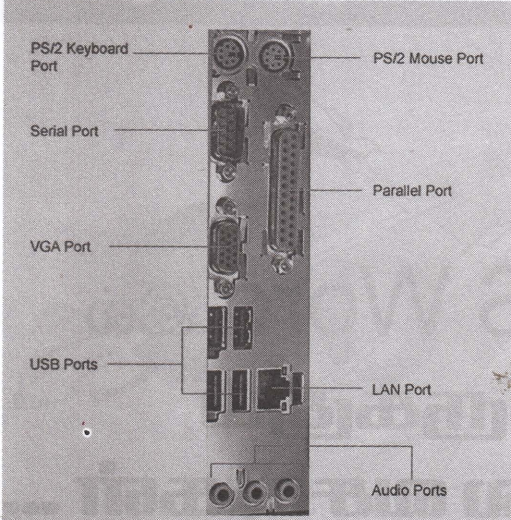 PS/2 Keyboard
Port
PS/2 Mouse Port
Serial Port
Parallel Port
VGA Port
USB Ports
LAN Port
Audio Ports